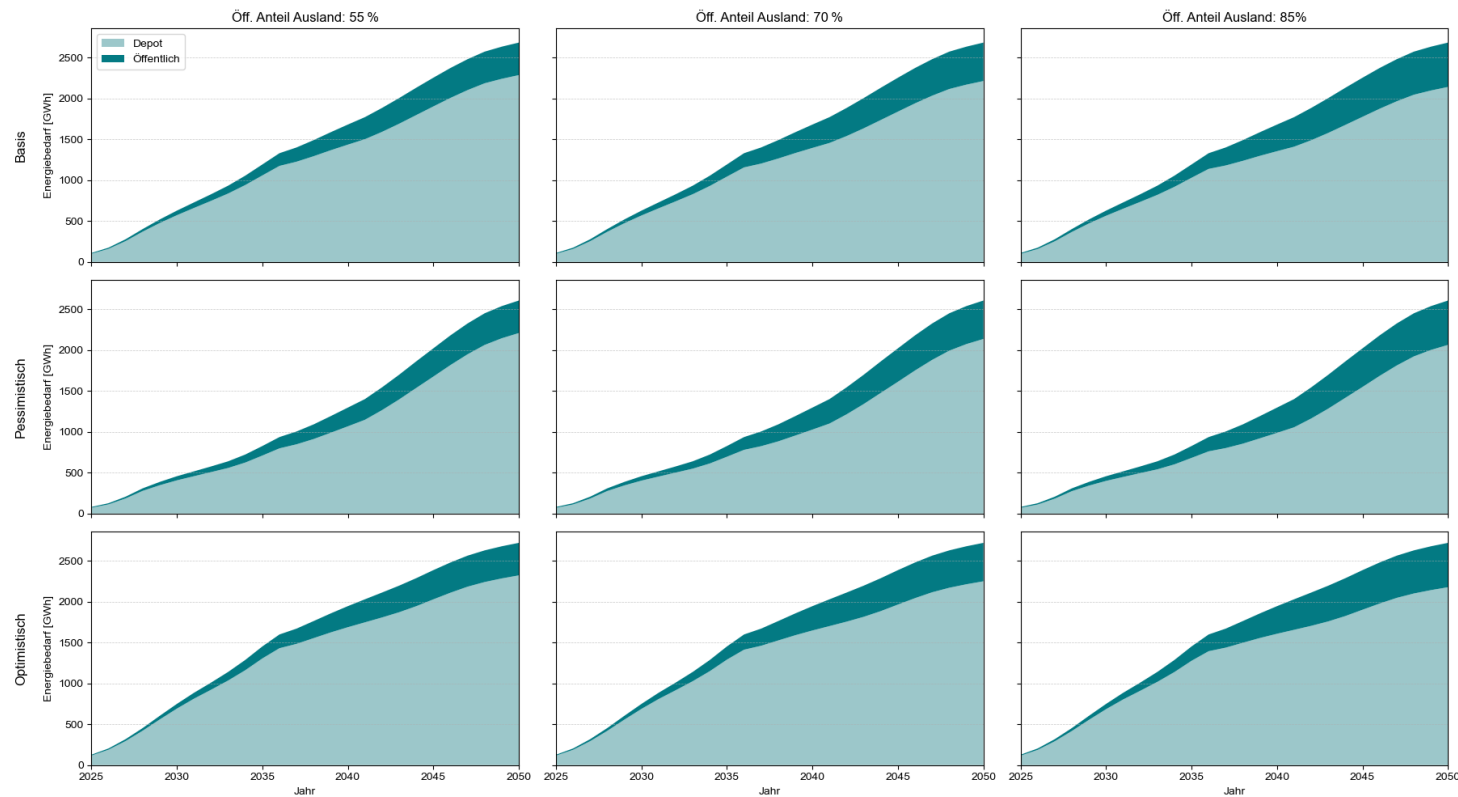 Öff. Anteil Ausland: 55 %
Öff. Anteil Ausland: 70 %
Öff. Anteil Ausland: 85%
Depot
Öffentlich
Basis
Energiebedarf [GWh]
2500
2000
1500
1000
500
0
Pessimistisch
Energiebedarf [GWh]
2500
2000
1500
1000
500
0
Optimistisch
Energiebedarf [GWh]
2500
2000
1500
1000
500
0
2025 2030 2035 2040 2045 2050
2025 2030 2035 2040 2045 2050
2025 2030 2035 2040 2045 2050
Jahr
Jahr
Jahr